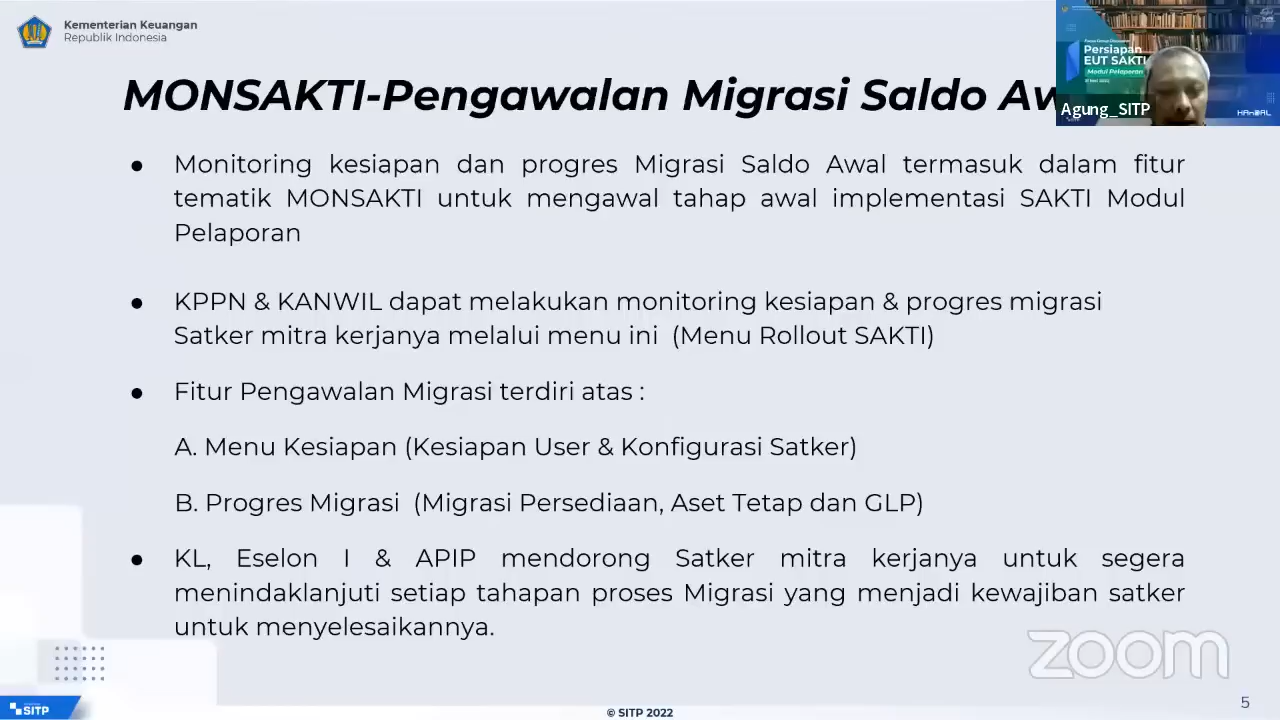 Kementerian Keuangan
Republik Indonesia
MONSAKTI-Pengawalan Migrasi Saldo Aw
Persiapan
EUT SAKTI
Modul Pelaporan
Agung_SITP
● Monitoring kesiapan dan progres Migrasi Saldo Awal termasuk dalam fitur
tematik MONSAKTI untuk mengawal tahap awal implementasi SAKTI Modul
Pelaporan
● KPPN & KANWIL dapat melakukan monitoring kesiapan & progres migrasi
Satker mitra kerjanya melalui menu ini (Menu Rollout SAKTI)
● Fitur Pengawalan Migrasi terdiri atas :
A. Menu Kesiapan (Kesiapan User & Konfigurasi Satker)
B. Progres Migrasi (Migrasi Persediaan, Aset Tetap dan GLP)
● KL, Eselon I & APIP mendorong Satker mitra kerjanya untuk segera
menindaklanjuti setiap tahapan proses Migrasi yang menjadi kewajiban satker
untuk menyelesaikannya.
zoom
SITP
© SITP 2022
5